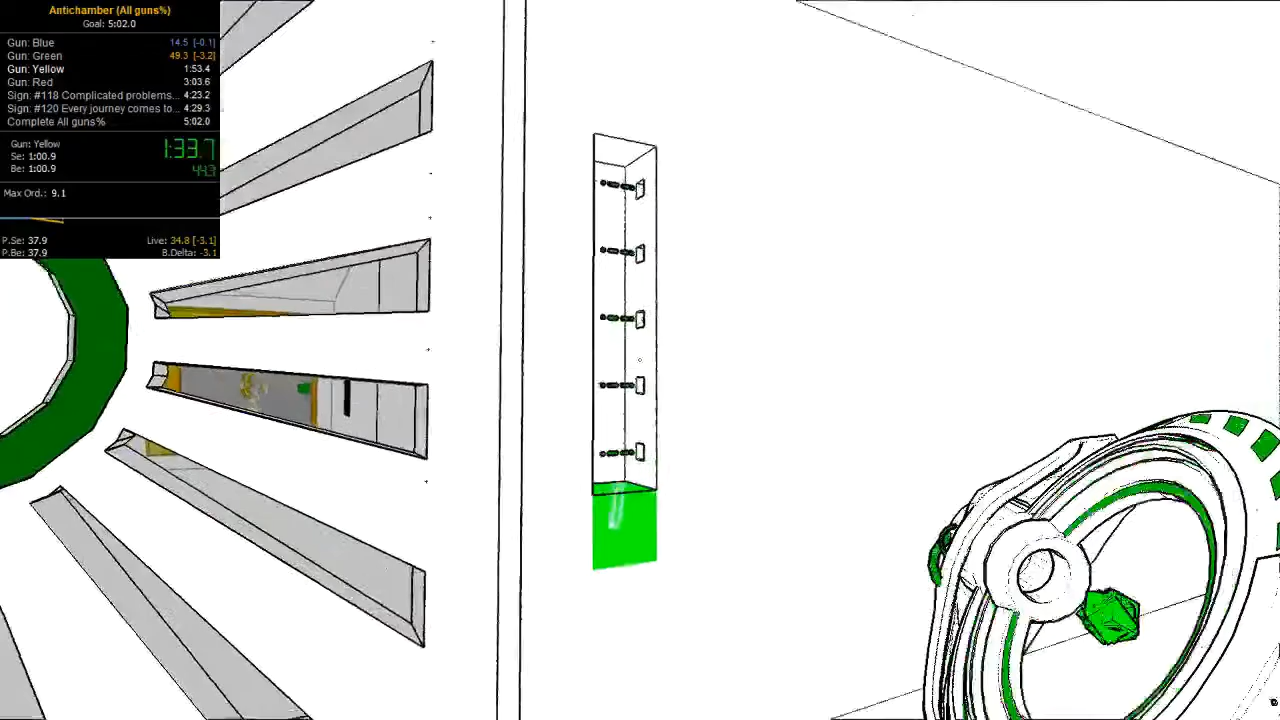 Antichamber (All guns%)
Goal: 5:02.0
Gun: Blue 14.5 [-0.1]
Gun: Green 49.3 [-3.2]
Gun: Yellow 1:53.4
Gun: Red 3:03.6
Sign: #118 Complicated problems... 4:23.2
Sign: #120 Every journey comes to... 4:29.3
Complete All guns% 5:02.0
Gun: Yellow 1:33.7
Se: 1:00.9
Be: 1:00.9 44.3
Max Ord.: 9.1
P.Se: 37.9 Live: 34.8 [-3.1]
P.Be: 37.9 B.Delta: -3.1